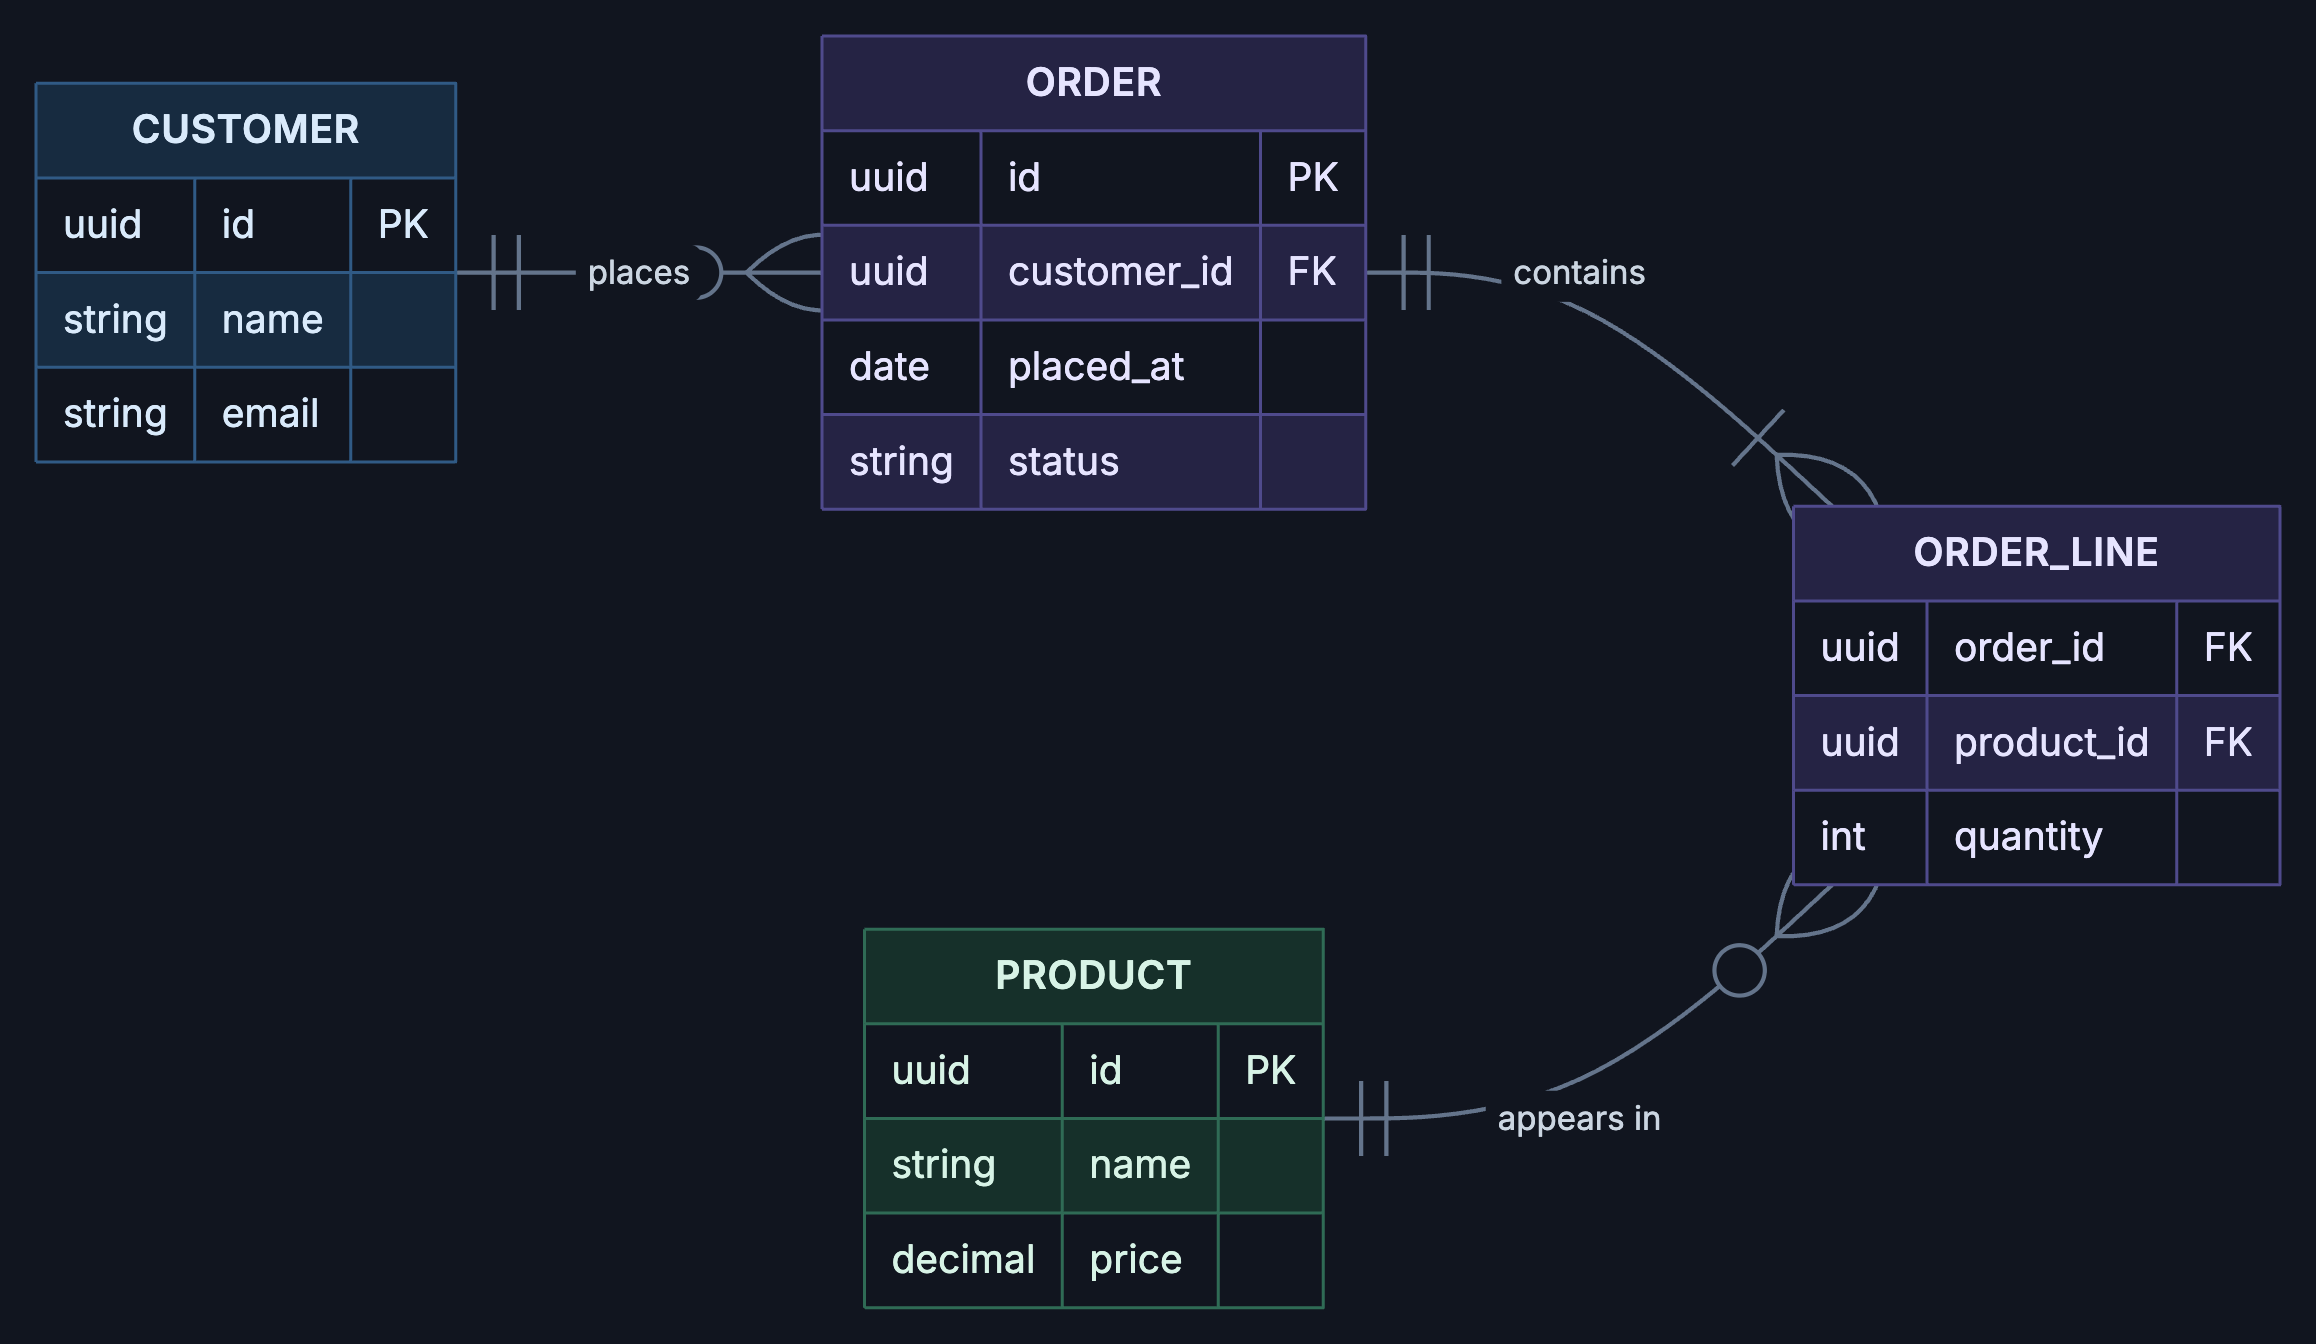 CUSTOMER
uuid id PK
string name
string email
places
ORDER
uuid id PK
uuid customer_id FK
date placed_at
string status
contains
ORDER_LINE
uuid order_id FK
uuid product_id FK
int quantity
PRODUCT
uuid id PK
string name
decimal price
appears in